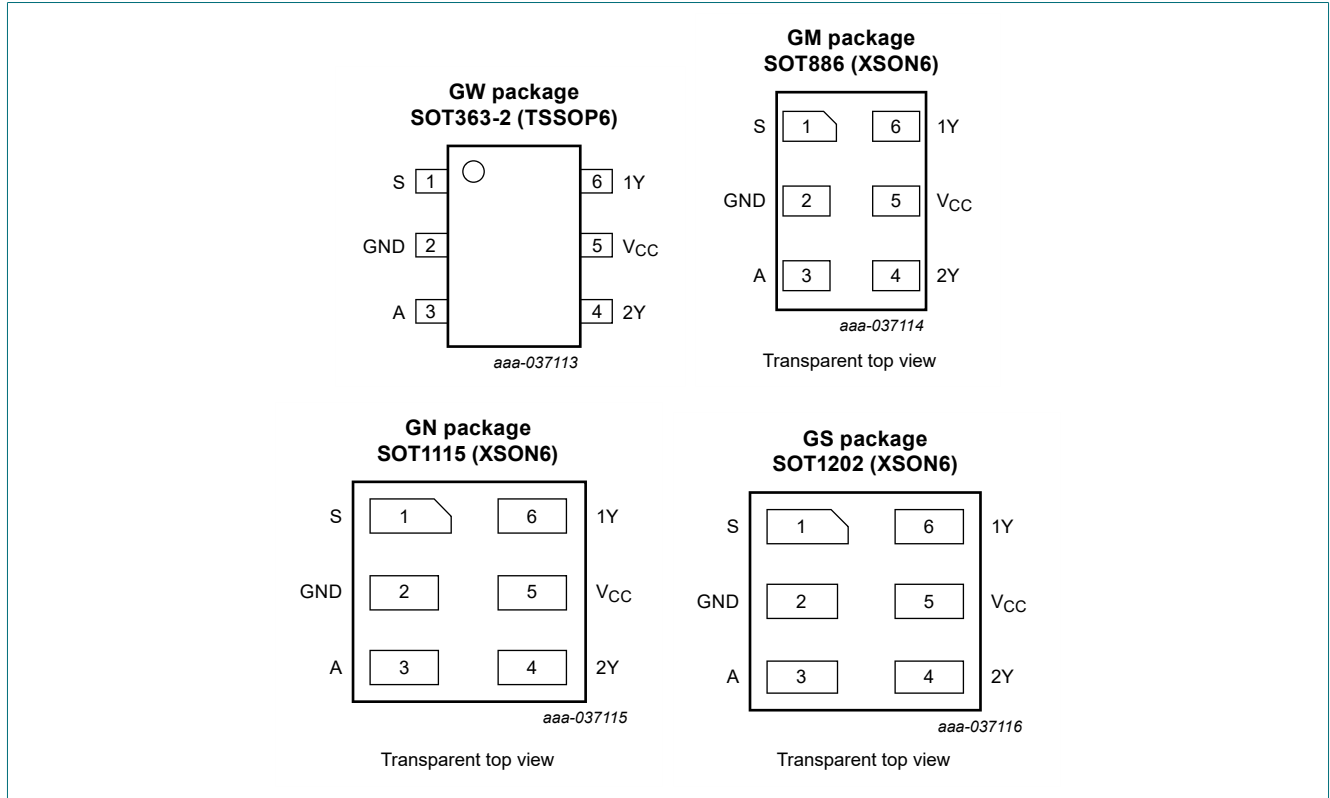 GW package
SOT363-2 (TSSOP6)
S 1 6 1Y
GND 2 5 VCC
A 3 4 2Y
aaa-037113
GM package
SOT886 (XSON6)
S 1 6 1Y
GND 2 5 VCC
A 3 4 2Y
aaa-037114
Transparent top view
GN package
SOT1115 (XSON6)
S 1 6 1Y
GND 2 5 VCC
A 3 4 2Y
aaa-037115
Transparent top view
GS package
SOT1202 (XSON6)
S 1 6 1Y
GND 2 5 VCC
A 3 4 2Y
aaa-037116
Transparent top view